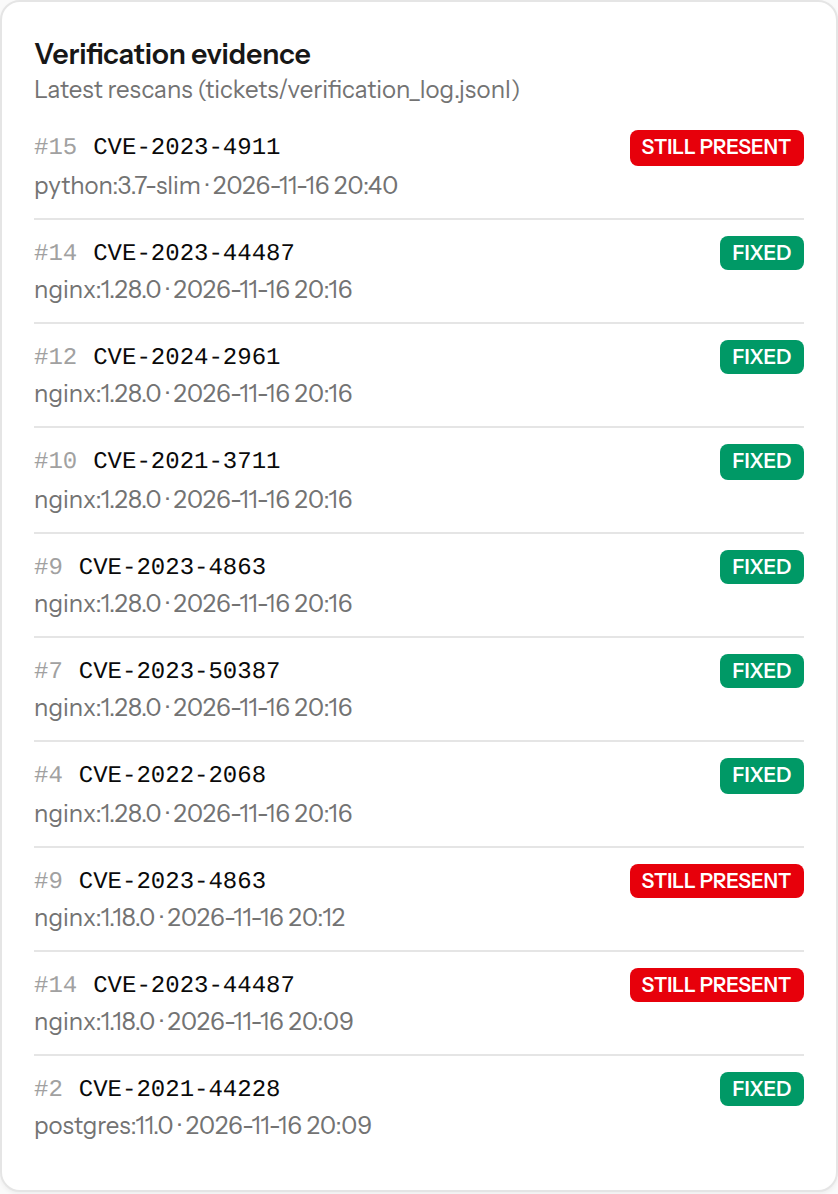 Verification evidence
Latest rescans (tickets/verification_log.jsonl)
#15 CVE-2023-4911 STILL PRESENT
python:3.7-slim · 2026-11-16 20:40
#14 CVE-2023-44487 FIXED
nginx:1.28.0 · 2026-11-16 20:16
#12 CVE-2024-2961 FIXED
nginx:1.28.0 · 2026-11-16 20:16
#10 CVE-2021-3711 FIXED
nginx:1.28.0 · 2026-11-16 20:16
#9 CVE-2023-4863 FIXED
nginx:1.28.0 · 2026-11-16 20:16
#7 CVE-2023-50387 FIXED
nginx:1.28.0 · 2026-11-16 20:16
#4 CVE-2022-2068 FIXED
nginx:1.28.0 · 2026-11-16 20:16
#9 CVE-2023-4863 STILL PRESENT
nginx:1.18.0 · 2026-11-16 20:12
#14 CVE-2023-44487 STILL PRESENT
nginx:1.18.0 · 2026-11-16 20:09
#2 CVE-2021-44228 FIXED
postgres:11.0 · 2026-11-16 20:09